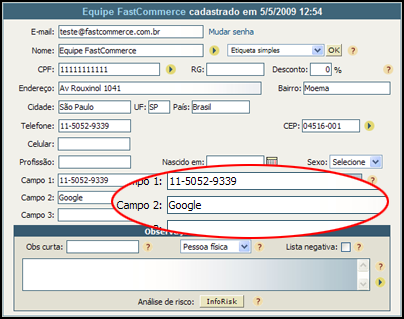 Equipe FastCommerce cadastrado em 5/5/2009 12:54
E-mail: teste@fastcommerce.com.br Mudar senha
Nome: Equipe FastCommerce Etiqueta simples OK ?
CPF: 11111111111 RG: Desconto: 0 % ?
Endereço: Av Rouxinol 1041 Bairro: Moema
Cidade: São Paulo UF: SP País: Brasil
Telefone: 11-5052-9339 CEP: 04516-001
Celular:
Profissão: Nascido em: Sexo: Selecione
Campo 1: 11-5052-9339 ?
Campo 2: Google ?
Campo 3: ?
po 1: 11-5052-9339
Campo 2: Google
3:
Obser
Obs curta: ? Pessoa física ? Lista negativa: ?
?
Análise de risco: InfoRisk ?